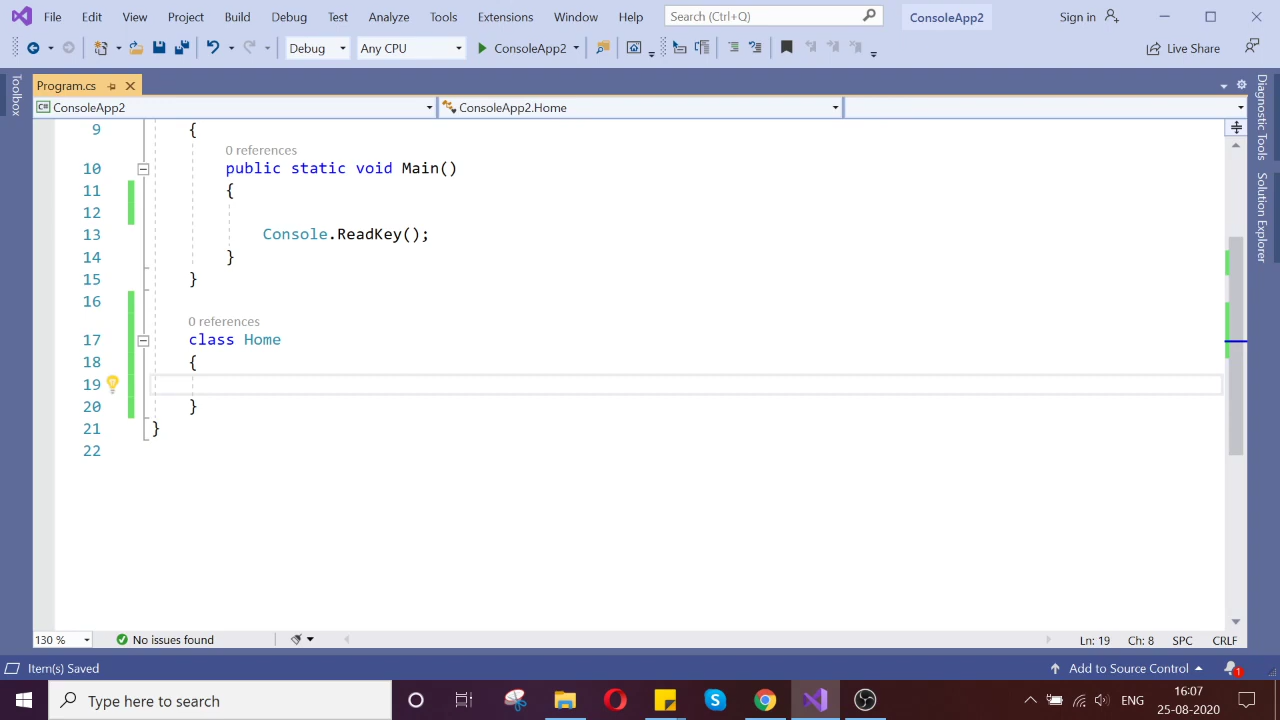 File Edit View Project Build Debug Test Analyze Tools Extensions Window Help Search (Ctrl+Q) ConsoleApp2 Sign in
Debug Any CPU ConsoleApp2 Live Share
Program.cs
ConsoleApp2 ConsoleApp2.Home
Toolbox
Diagnostic Tools
Solution Explorer
9 {
0 references
10 public static void Main()
11 {
12
13 Console.ReadKey();
14 }
15 }
16
0 references
17 class Home
18 {
19
20 }
21 }
22
130 % No issues found Ln: 19 Ch: 8 SPC CRLF
Item(s) Saved Add to Source Control 1
Type here to search ENG 16:07
25-08-2020